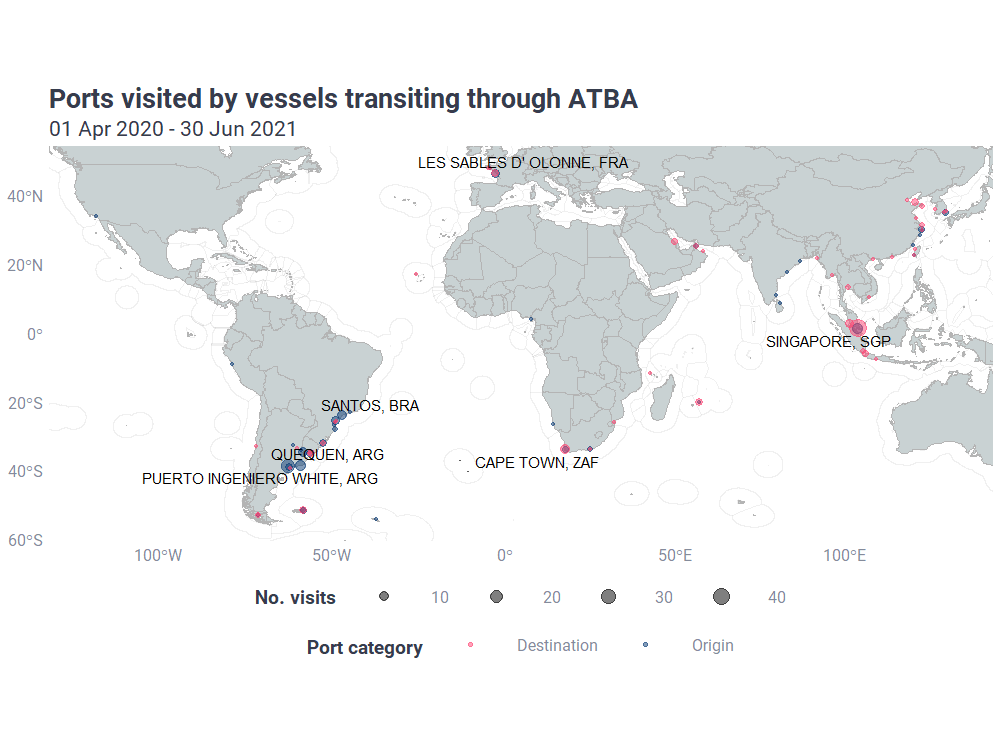 Ports visited by vessels transiting through ATBA
01 Apr 2020 - 30 Jun 2021
LES SABLES D' OLONNE, FRA
40°N
20°N
0°
SINGAPORE, SGP
20°S
SANTOS, BRA
QUEQUEN, ARG
CAPE TOWN, ZAF
40°S
PUERTO INGENIERO WHITE, ARG
60°S
100°W 50°W 0° 50°E 100°E
No. visits 10 20 30 40
Port category Destination Origin